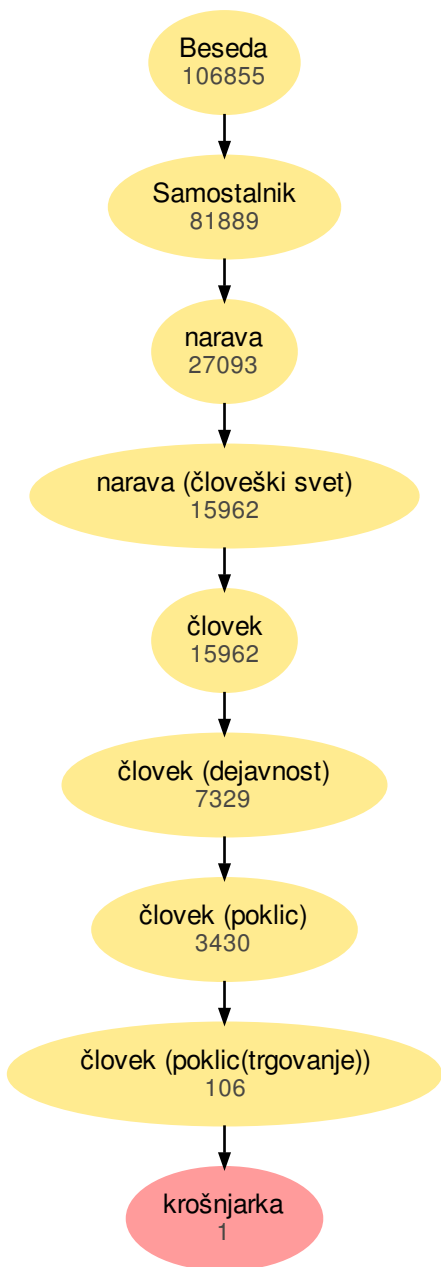 Beseda
106855
Samostalnik
81889
narava
27093
narava (človeški svet)
15962
človek
15962
človek (dejavnost)
7329
človek (poklic)
3430
človek (poklic(trgovanje))
106
krošnjarka
1